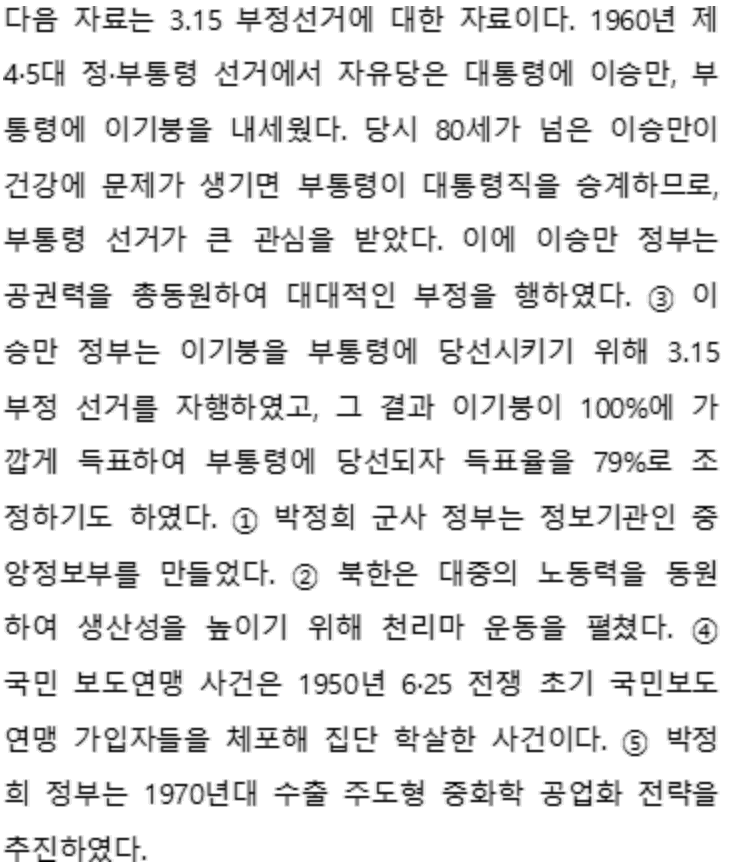 다음 자료는 3.15 부정선거에 대한 자료이다. 1960년 제
4·5대 정·부통령 선거에서 자유당은 대통령에 이승만, 부
통령에 이기붕을 내세웠다. 당시 80세가 넘은 이승만이
건강에 문제가 생기면 부통령이 대통령직을 승계하므로,
부통령 선거가 큰 관심을 받았다. 이에 이승만 정부는
공권력을 총동원하여 대대적인 부정을 행하였다. ③ 이
승만 정부는 이기붕을 부통령에 당선시키기 위해 3.15
부정 선거를 자행하였고, 그 결과 이기붕이 100%에 가
깝게 득표하여 부통령에 당선되자 득표율을 79%로 조
정하기도 하였다. ① 박정희 군사 정부는 정보기관인 중
앙정보부를 만들었다. ② 북한은 대중의 노동력을 동원
하여 생산성을 높이기 위해 천리마 운동을 펼쳤다. ④
국민 보도연맹 사건은 1950년 6·25 전쟁 초기 국민보도
연맹 가입자들을 체포해 집단 학살한 사건이다. ⑤ 박정
희 정부는 1970년대 수출 주도형 중화학 공업화 전략을
추진하였다.